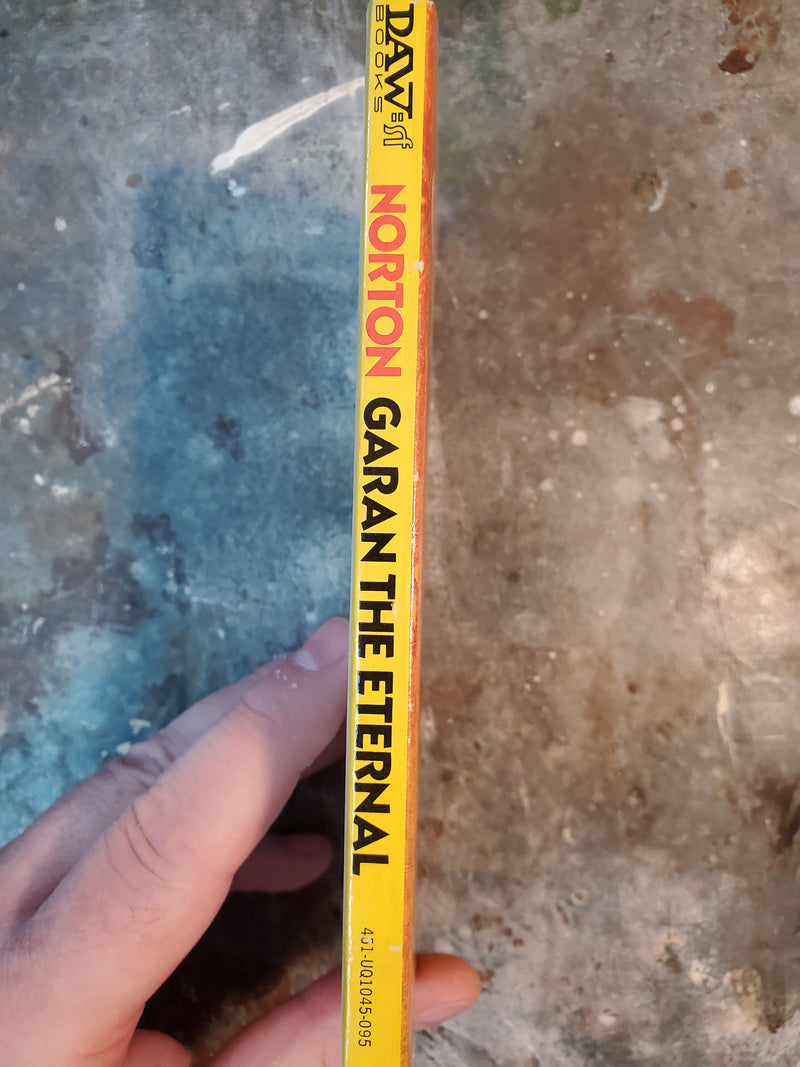 DAW=sf
BOOKS
NORTON
GARAN THE ETERNAL
451-UQ1045-095